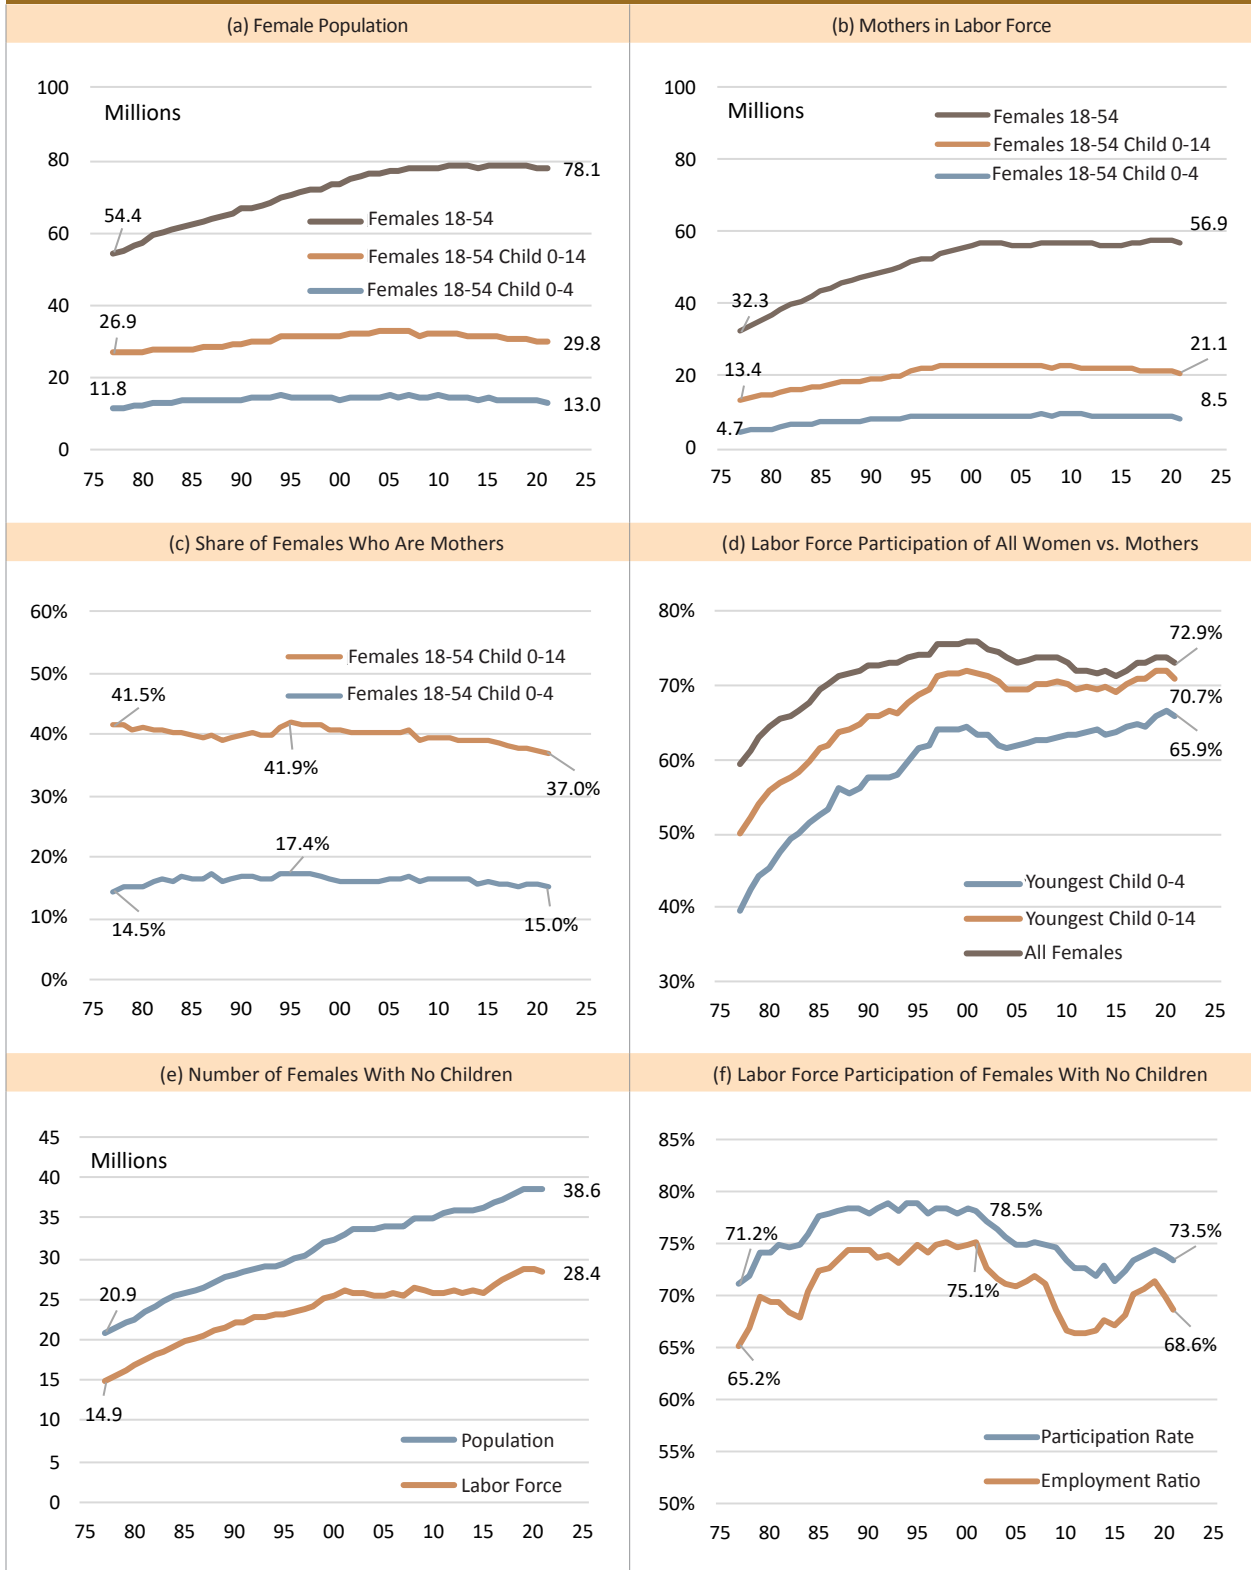 (a) Female Population
100
Millions
80
78.1
54.4
60
Females 18-54
Females 18-54 Child 0-14
Females 18-54 Child 0-4
40
26.9
29.8
20
11.8
13.0
0
75 80 85 90 95 00 05 10 15 20 25
(b) Mothers in Labor Force
100
Millions
Females 18-54
Females 18-54 Child 0-14
Females 18-54 Child 0-4
80
60
56.9
40
32.3
21.1
20
13.4
8.5
4.7
0
75 80 85 90 95 00 05 10 15 20 25
(c) Share of Females Who Are Mothers
60%
Females 18-54 Child 0-14
Females 18-54 Child 0-4
50%
41.5%
40%
41.9%
37.0%
30%
20%
17.4%
10%
14.5%
15.0%
0%
75 80 85 90 95 00 05 10 15 20 25
(d) Labor Force Participation of All Women vs. Mothers
80%
72.9%
70%
70.7%
60%
65.9%
50%
40%
Youngest Child 0-4
Youngest Child 0-14
All Females
30%
75 80 85 90 95 00 05 10 15 20 25
(e) Number of Females With No Children
45
Millions
40
38.6
35
30
28.4
25
20.9
20
15
14.9
10
Population
5
Labor Force
0
75 80 85 90 95 00 05 10 15 20 25
(f) Labor Force Participation of Females With No Children
85%
80%
78.5%
71.2%
73.5%
75%
75.1%
70%
68.6%
65%
65.2%
60%
Participation Rate
55%
Employment Ratio
50%
75 80 85 90 95 00 05 10 15 20 25